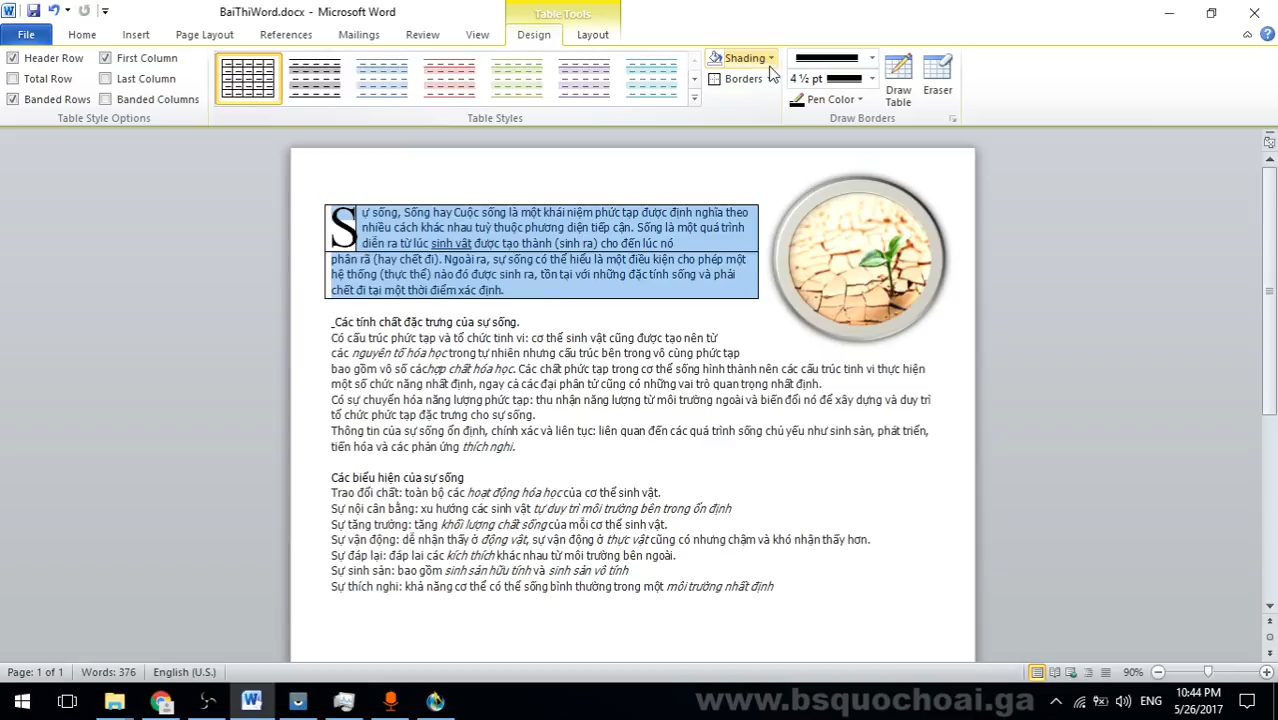 BaiThiWord.docx - Microsoft Word
Table Tools
File Home Insert Page Layout References Mailings Review View Design Layout
Header Row First Column
Total Row Last Column
Banded Rows Banded Columns
Table Style Options
Table Styles
Shading
Borders
4 ½ pt
Pen Color
Draw Table
Eraser
Draw Borders
Sự sống, Sống hay Cuộc sống là một khái niệm phức tạp được định nghĩa theo
nhiều cách khác nhau tuỳ thuộc phương diện tiếp cận. Sống là một quá trình
diễn ra từ lúc sinh vật được tạo thành (sinh ra) cho đến lúc nó
phân rã (hay chết đi). Ngoài ra, sự sống có thể hiểu là một điều kiện cho phép một
hệ thống (thực thể) nào đó được sinh ra, tồn tại với những đặc tính sống và phải
chết đi tại một thời điểm xác định.
Các tính chất đặc trưng của sự sống.
Có cấu trúc phức tạp và tổ chức tinh vi: cơ thể sinh vật cũng được tạo nên từ
các nguyên tố hóa học trong tự nhiên nhưng cấu trúc bên trong vô cùng phức tạp
bao gồm vô số cáchợp chất hóa học. Các chất phức tạp trong cơ thể sống hình thành nên các cấu trúc tinh vi thực hiện
một số chức năng nhất định, ngay cả các đại phân tử cũng có những vai trò quan trọng nhất định.
Có sự chuyển hóa năng lượng phức tạp: thu nhận năng lượng từ môi trường ngoài và biến đổi nó để xây dựng và duy trì
tổ chức phức tạp đặc trưng cho sự sống.
Thông tin của sự sống ổn định, chính xác và liên tục: liên quan đến các quá trình sống chủ yếu như sinh sản, phát triển,
tiến hóa và các phản ứng thích nghi.
Các biểu hiện của sự sống
Trao đổi chất: toàn bộ các hoạt động hóa học của cơ thể sinh vật.
Sự nội cân bằng: xu hướng các sinh vật tự duy trì môi trường bên trong ổn định
Sự tăng trưởng: tăng khối lượng chất sống của mỗi cơ thể sinh vật.
Sự vận động: dễ nhận thấy ở động vật, sự vận động ở thực vật cũng có nhưng chậm và khó nhận thấy hơn.
Sự đáp lại: đáp lại các kích thích khác nhau từ môi trường bên ngoài.
Sự sinh sản: bao gồm sinh sản hữu tính và sinh sản vô tính
Sự thích nghi: khả năng cơ thể có thể sống bình thường trong một môi trường nhất định
Page: 1 of 1 Words: 376 English (U.S.) 90%
www.bsquochoai.ga
ENG
10:44 PM
5/26/2017